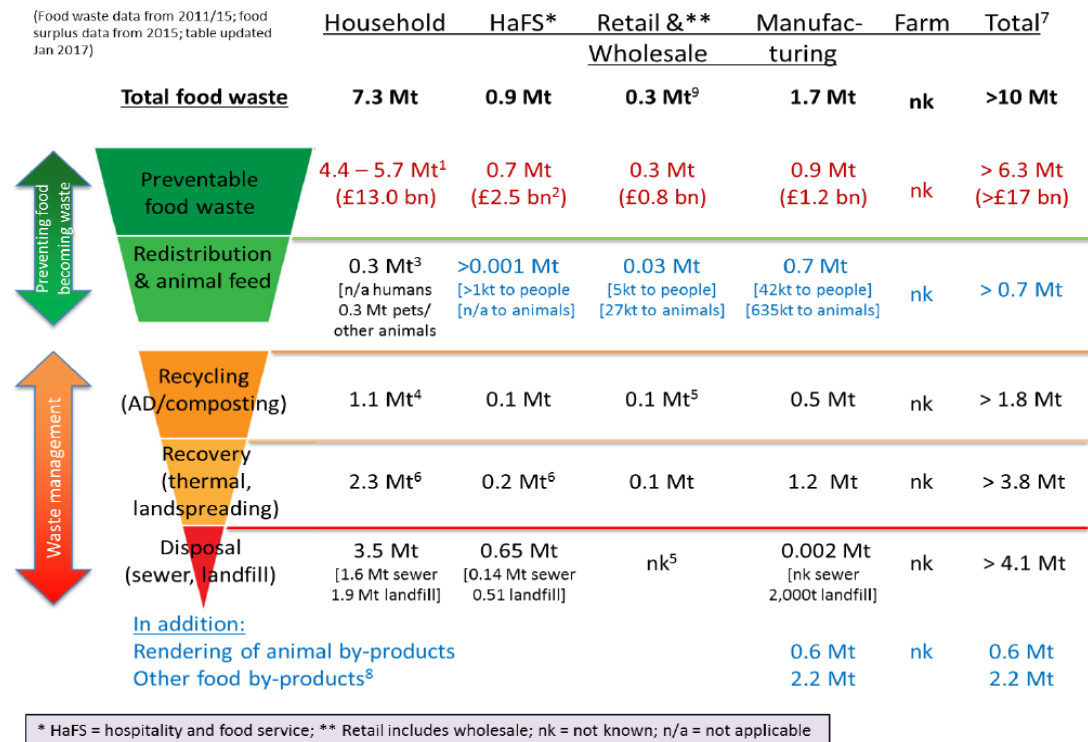 (Food waste data from 2011/15; food
surplus data from 2015; table updated
Jan 2017)
Household HaFS* Retail &** Manufac- Farm Total⁷
Wholesale turing
Total food waste 7.3 Mt 0.9 Mt 0.3 Mt⁹ 1.7 Mt nk >10 Mt
Preventing food
becoming waste
Preventable
food waste
4.4 – 5.7 Mt¹ 0.7 Mt 0.3 Mt 0.9 Mt nk > 6.3 Mt
(£13.0 bn) (£2.5 bn²) (£0.8 bn) (£1.2 bn) (>£17 bn)
Redistribution
& animal feed
0.3 Mt³ >0.001 Mt 0.03 Mt 0.7 Mt nk > 0.7 Mt
[n/a humans [>1kt to people [5kt to people] [42kt to people]
0.3 Mt pets/ [n/a to animals] [27kt to animals] [635kt to animals]
other animals
Waste management
Recycling
(AD/composting) 1.1 Mt⁴ 0.1 Mt 0.1 Mt⁵ 0.5 Mt nk > 1.8 Mt
Recovery
(thermal, 2.3 Mt⁶ 0.2 Mt⁶ 0.1 Mt 1.2 Mt nk > 3.8 Mt
landspreading)
Disposal 3.5 Mt 0.65 Mt nk⁵ 0.002 Mt nk > 4.1 Mt
(sewer, landfill) [1.6 Mt sewer [0.14 Mt sewer [nk sewer
1.9 Mt landfill] 0.51 landfill] 2,000t landfill]
In addition:
Rendering of animal by-products 0.6 Mt nk 0.6 Mt
Other food by-products⁸ 2.2 Mt 2.2 Mt
* HaFS = hospitality and food service; ** Retail includes wholesale; nk = not known; n/a = not applicable